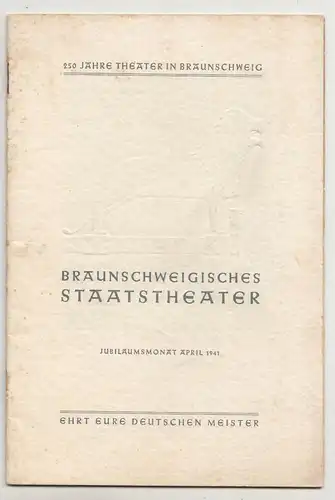 250 JAHRE THEATER IN BRAUNSCHWEIG
BRAUNSCHWEIGISCHES
STAATSTHEATER
JUBILÄUMSMONAT APRIL 1941
EHRT EURE DEUTSCHEN MEISTER